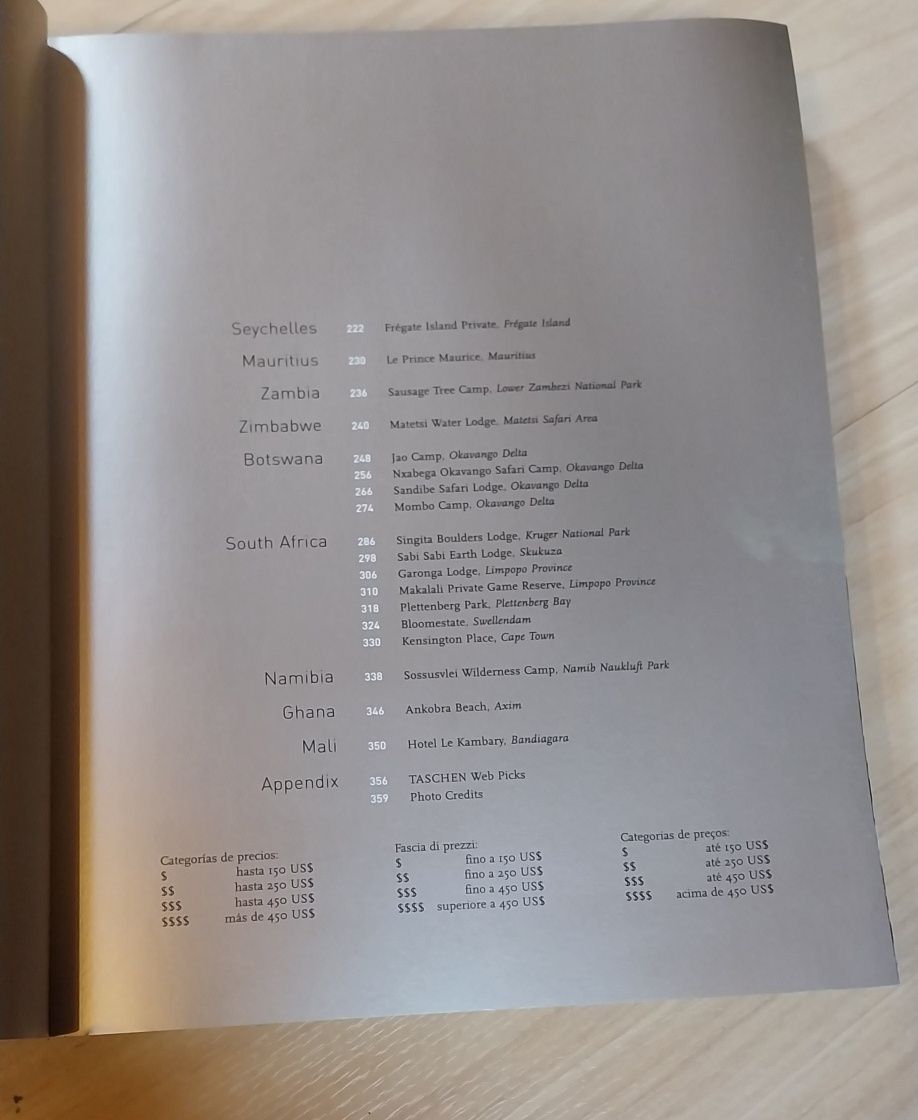 Seychelles 222 Frégate Island Private, Frégate Island
Mauritius 230 Le Prince Maurice, Mauritius
Zambia 236 Sausage Tree Camp, Lower Zambezi National Park
Zimbabwe 240 Matetsi Water Lodge, Matetsi Safari Area
Botswana 248 Jao Camp, Okavango Delta
256 Nxabega Okavango Safari Camp, Okavango Delta
266 Sandibe Safari Lodge, Okavango Delta
274 Mombo Camp, Okavango Delta
South Africa 286 Singita Boulders Lodge, Kruger National Park
298 Sabi Sabi Earth Lodge, Skukuza
306 Garonga Lodge, Limpopo Province
310 Makalali Private Game Reserve, Limpopo Province
318 Plettenberg Park, Plettenberg Bay
324 Bloomestate, Swellendam
330 Kensington Place, Cape Town
Namibia 338 Sossusvlei Wilderness Camp, Namib Naukluft Park
Ghana 346 Ankobra Beach, Axim
Mali 350 Hotel Le Kambary, Bandiagara
Appendix 356 TASCHEN Web Picks
359 Photo Credits
Categorías de precios:
$ hasta 150 US$
$$ hasta 250 US$
$$$ hasta 450 US$
$$$$ más de 450 US$
Fascia di prezzi:
$ fino a 150 US$
$$ fino a 250 US$
$$$ fino a 450 US$
$$$$ superiore a 450 US$
Categorias de preços:
$ até 150 US$
$$ até 250 US$
$$$ até 450 US$
$$$$ acima de 450 US$